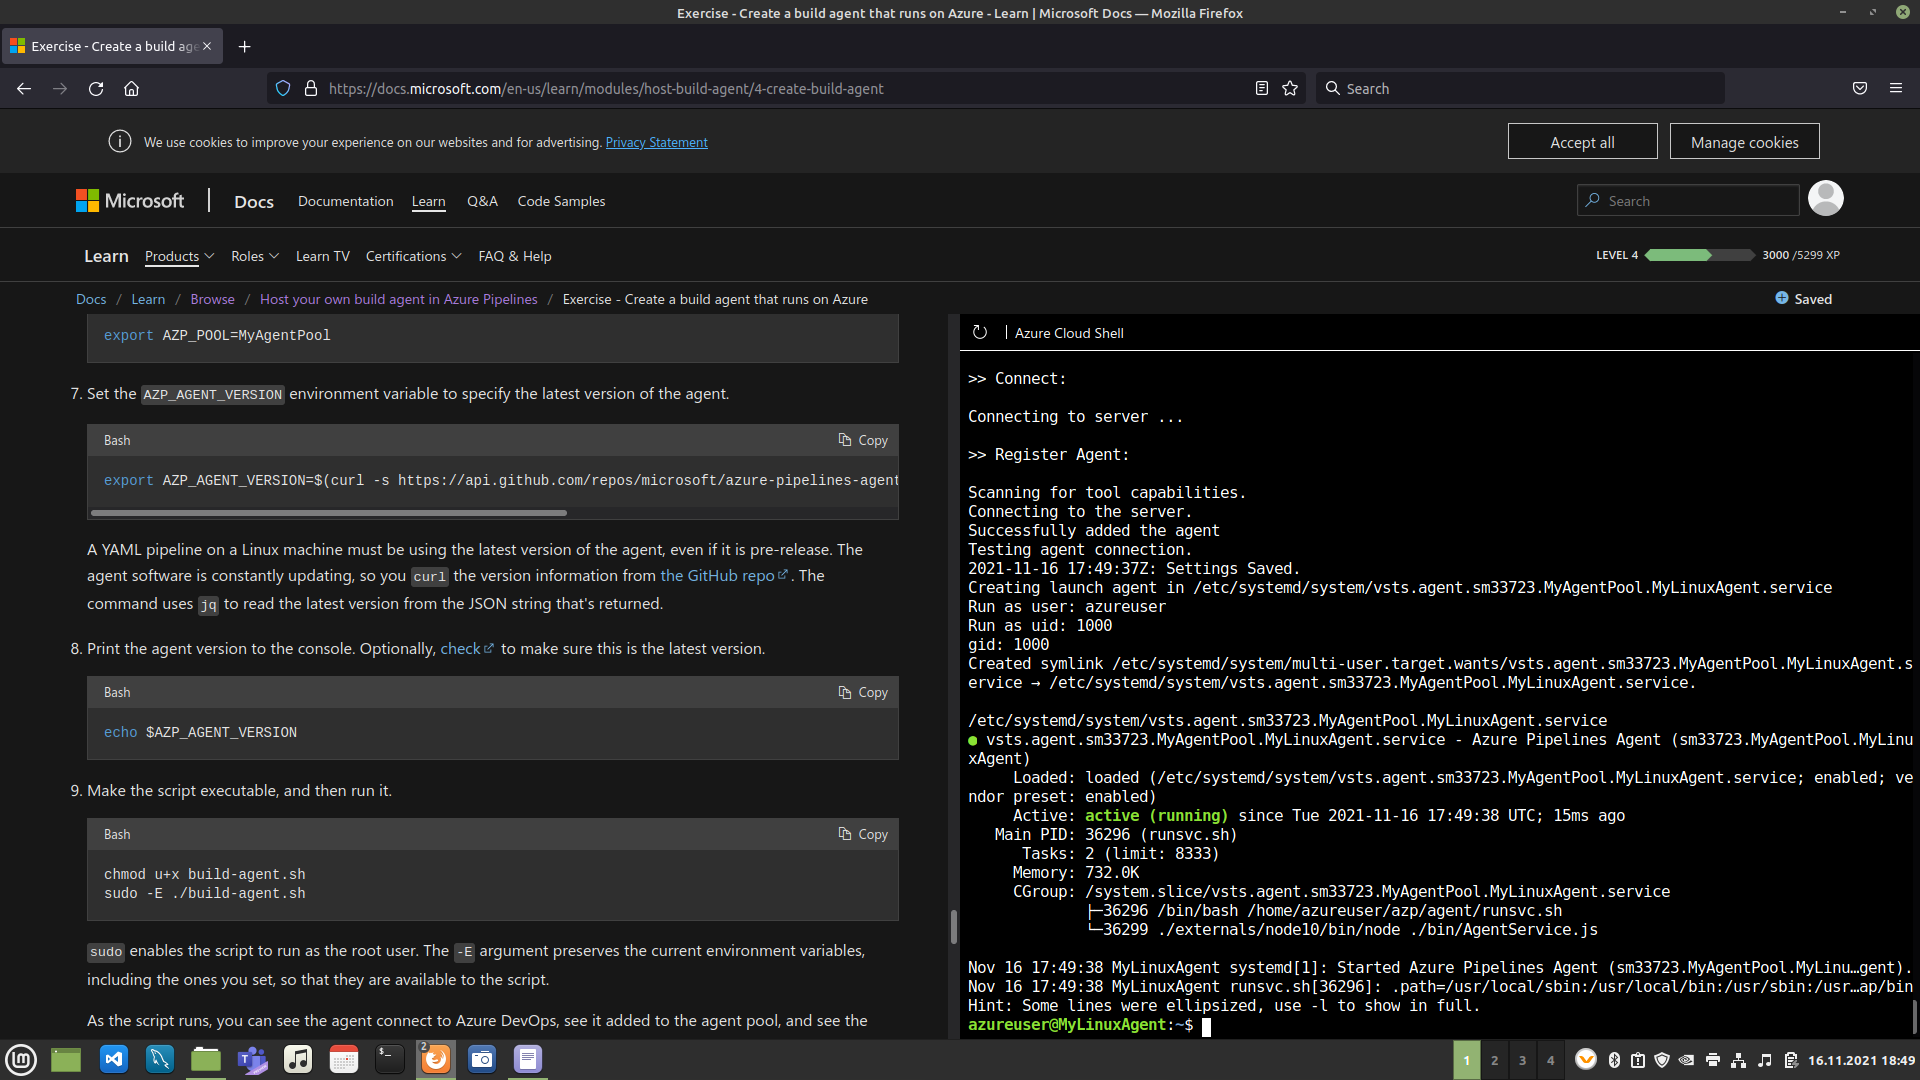 Exercise - Create a build agent that runs on Azure - Learn | Microsoft Docs — Mozilla Firefox
Exercise - Create a build age
https://docs.microsoft.com/en-us/learn/modules/host-build-agent/4-create-build-agent
Search
We use cookies to improve your experience on our websites and for advertising. Privacy Statement
Accept all
Manage cookies
Microsoft
Docs
Documentation
Learn
Q&A
Code Samples
Search
Learn
Products
Roles
Learn TV
Certifications
FAQ & Help
LEVEL 4
3000 /5299 XP
Docs / Learn / Browse / Host your own build agent in Azure Pipelines / Exercise - Create a build agent that runs on Azure
Saved
export AZP_POOL=MyAgentPool
7. Set the AZP_AGENT_VERSION environment variable to specify the latest version of the agent.
Bash
Copy
export AZP_AGENT_VERSION=$(curl -s https://api.github.com/repos/microsoft/azure-pipelines-agent
A YAML pipeline on a Linux machine must be using the latest version of the agent, even if it is pre-release. The
agent software is constantly updating, so you curl the version information from the GitHub repo. The
command uses jq to read the latest version from the JSON string that's returned.
8. Print the agent version to the console. Optionally, check to make sure this is the latest version.
Bash
Copy
echo $AZP_AGENT_VERSION
9. Make the script executable, and then run it.
Bash
Copy
chmod u+x build-agent.sh
sudo -E ./build-agent.sh
sudo enables the script to run as the root user. The -E argument preserves the current environment variables,
including the ones you set, so that they are available to the script.
As the script runs, you can see the agent connect to Azure DevOps, see it added to the agent pool, and see the
Azure Cloud Shell
>> Connect:
Connecting to server ...
>> Register Agent:
Scanning for tool capabilities.
Connecting to the server.
Successfully added the agent
Testing agent connection.
2021-11-16 17:49:37Z: Settings Saved.
Creating launch agent in /etc/systemd/system/vsts.agent.sm33723.MyAgentPool.MyLinuxAgent.service
Run as user: azureuser
Run as uid: 1000
gid: 1000
Created symlink /etc/systemd/system/multi-user.target.wants/vsts.agent.sm33723.MyAgentPool.MyLinuxAgent.s
ervice → /etc/systemd/system/vsts.agent.sm33723.MyAgentPool.MyLinuxAgent.service.
/etc/systemd/system/vsts.agent.sm33723.MyAgentPool.MyLinuxAgent.service
● vsts.agent.sm33723.MyAgentPool.MyLinuxAgent.service - Azure Pipelines Agent (sm33723.MyAgentPool.MyLinu
xAgent)
Loaded: loaded (/etc/systemd/system/vsts.agent.sm33723.MyAgentPool.MyLinuxAgent.service; enabled; ve
ndor preset: enabled)
Active: active (running) since Tue 2021-11-16 17:49:38 UTC; 15ms ago
Main PID: 36296 (runsvc.sh)
Tasks: 2 (limit: 8333)
Memory: 732.0K
CGroup: /system.slice/vsts.agent.sm33723.MyAgentPool.MyLinuxAgent.service
├─36296 /bin/bash /home/azureuser/azp/agent/runsvc.sh
└─36299 ./externals/node10/bin/node ./bin/AgentService.js
Nov 16 17:49:38 MyLinuxAgent systemd[1]: Started Azure Pipelines Agent (sm33723.MyAgentPool.MyLinu…gent).
Nov 16 17:49:38 MyLinuxAgent runsvc.sh[36296]: .path=/usr/local/sbin:/usr/local/bin:/usr/sbin:/usr…ap/bin
Hint: Some lines were ellipsized, use -l to show in full.
azureuser@MyLinuxAgent:~$
2
1 2 3 4
16.11.2021 18:49